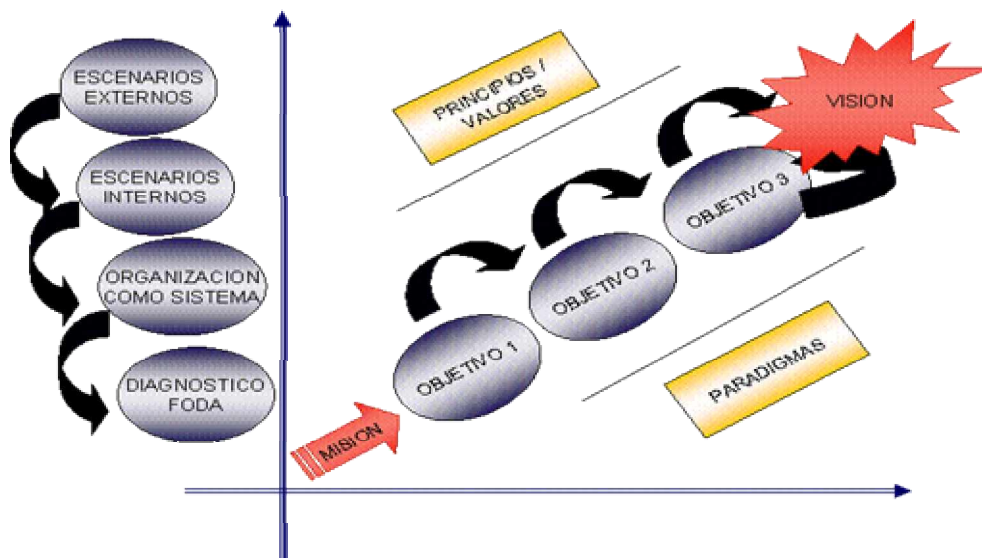 ESCENARIOS
EXTERNOS
ESCENARIOS
INTERNOS
ORGANIZACION
COMO SISTEMA
DIAGNOSTICO
FODA
PRINCIPIOS /
VALORES
VISION
OBJETIVO 3
OBJETIVO 2
OBJETIVO 1
PARADIGMAS
MISION